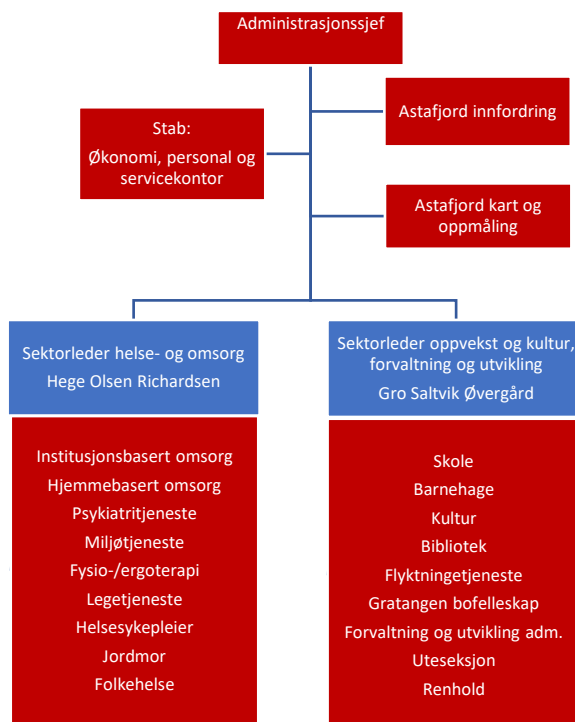 Administrasjonssjef
Astafjord innfordring
Stab:
Økonomi, personal og
servicekontor
Astafjord kart og
oppmåling
Sektorleder helse- og omsorg
Hege Olsen Richardsen
Sektorleder oppvekst og kultur,
forvaltning og utvikling
Gro Saltvik Øvergård
Institusjonsbasert omsorg
Hjemmebasert omsorg
Psykiatritjeneste
Miljøtjeneste
Fysio-/ergoterapi
Legetjeneste
Helsesykepleier
Jordmor
Folkehelse
Skole
Barnehage
Kultur
Bibliotek
Flyktningetjeneste
Gratangen bofelleskap
Forvaltning og utvikling adm.
Uteseksjon
Renhold